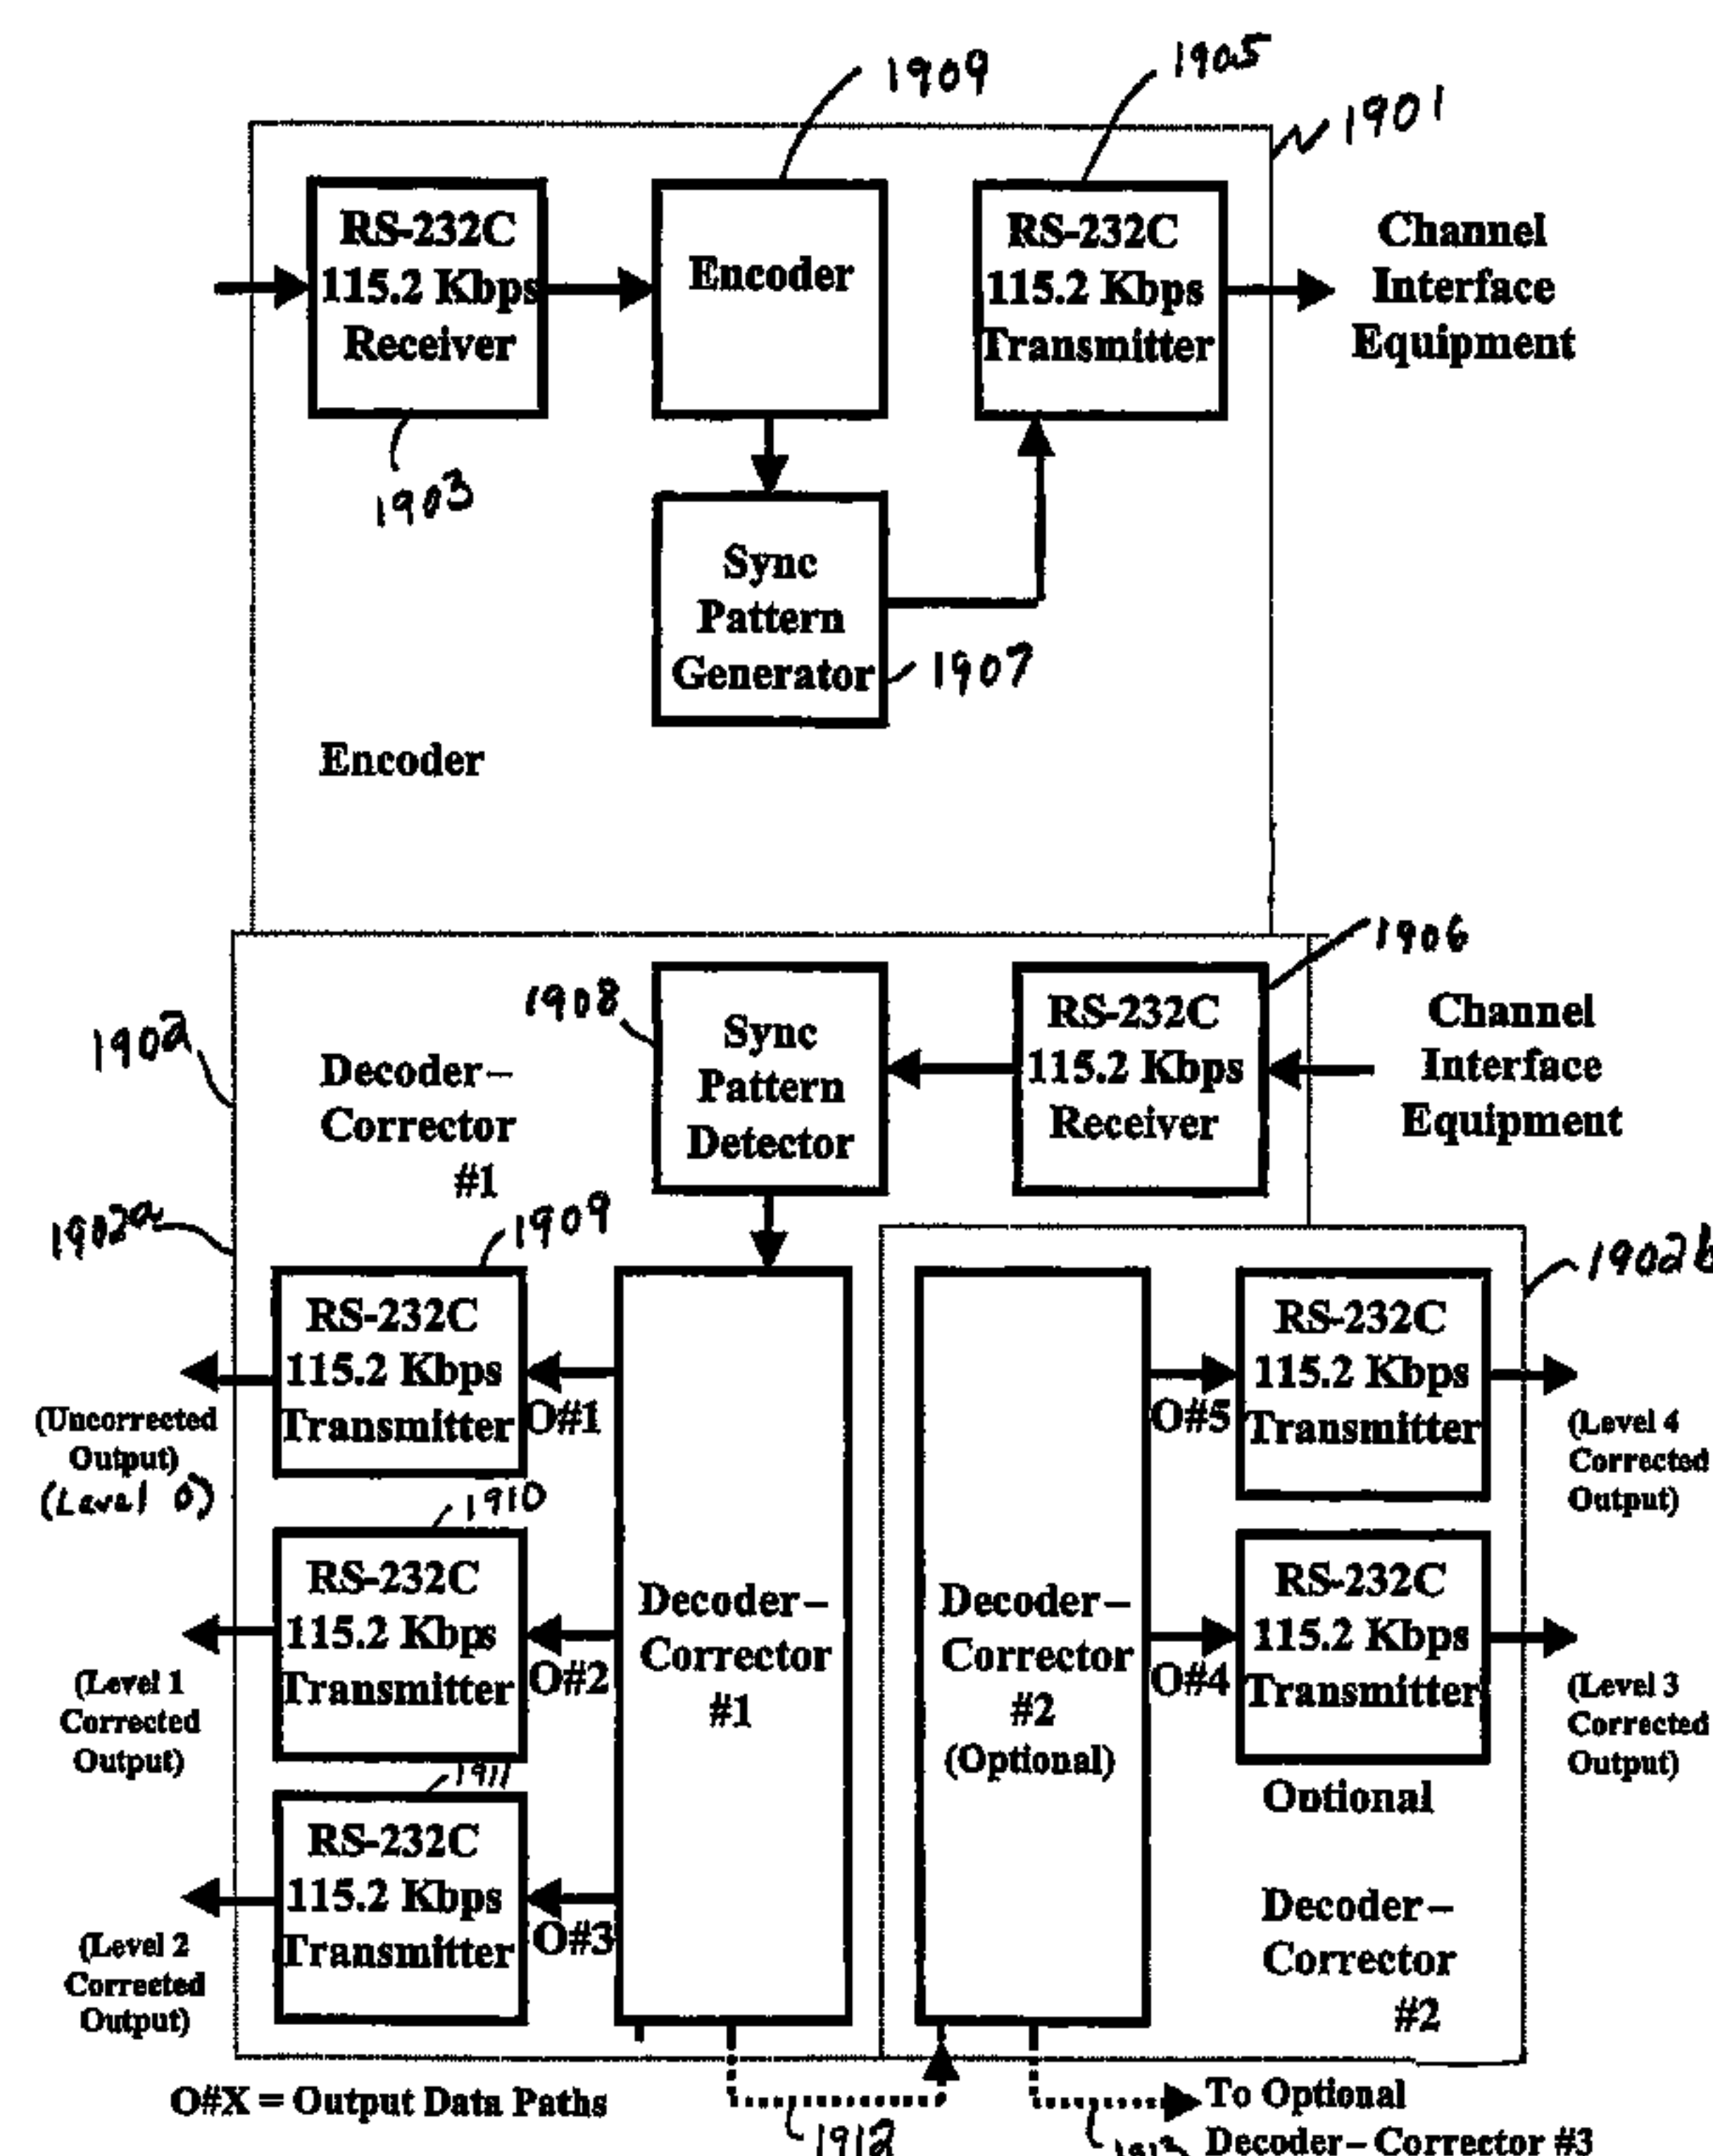 1909
1905
1901
RS-232C
115.2 Kbps
Receiver
Encoder
RS-232C
115.2 Kbps
Transmitter
Channel
Interface
Equipment
1903
Sync
Pattern
Generator
1907
Encoder
1906
1908
1902
Decoder–
Corrector
#1
Sync
Pattern
Detector
RS-232C
115.2 Kbps
Receiver
Channel
Interface
Equipment
1902a
1909
1902b
RS-232C
115.2 Kbps
Transmitter
O#1
(Uncorrected
Output)
(Level 0)
1910
RS-232C
115.2 Kbps
Transmitter
O#2
(Level 1
Corrected
Output)
1911
RS-232C
115.2 Kbps
Transmitter
O#3
(Level 2
Corrected
Output)
Decoder–
Corrector
#1
Decoder–
Corrector
#2
(Optional)
O#5
RS-232C
115.2 Kbps
Transmitter
(Level 4
Corrected
Output)
O#4
RS-232C
115.2 Kbps
Transmitter
(Level 3
Corrected
Output)
Optional
Decoder–
Corrector
#2
O#X = Output Data Paths
1912
1913
To Optional
Decoder–Corrector #3